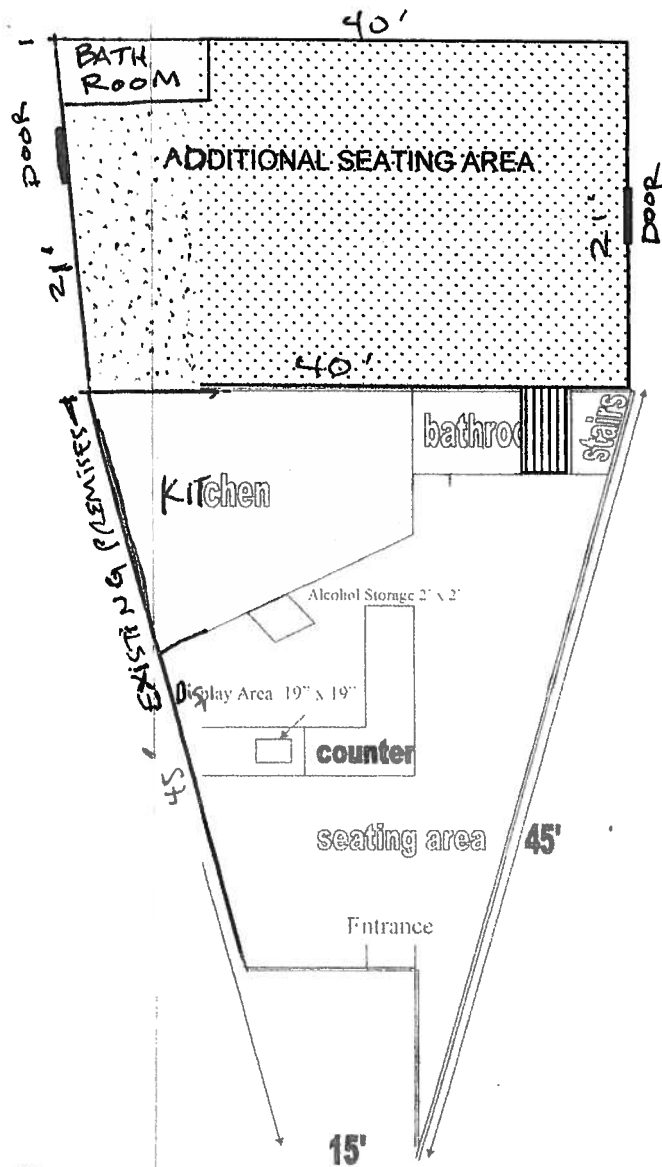 40'
BATH
ROOM
DOOR
ADDITIONAL SEATING AREA
21'
21'
DOOR
40'
bathroo
stairs
EXISTING PREMISES
KITchen
Alcohol Storage 2' x 2'
Display Area 19" x 19"
counter
45
seating area
45'
Entrance
15'